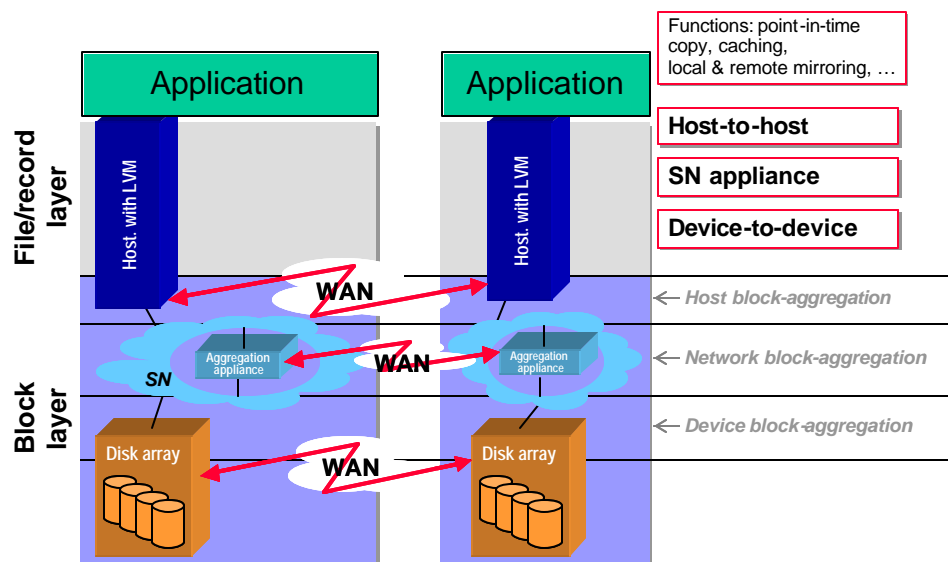 Functions: point-in-time
copy, caching,
local & remote mirroring, …
Application
Application
Host-to-host
SN appliance
Device-to-device
File/record
layer
Host. with LVM
Host. with LVM
WAN
Host block-aggregation
Aggregation
appliance
WAN
Aggregation
appliance
Network block-aggregation
SN
Block
layer
Device block-aggregation
Disk array
WAN
Disk array